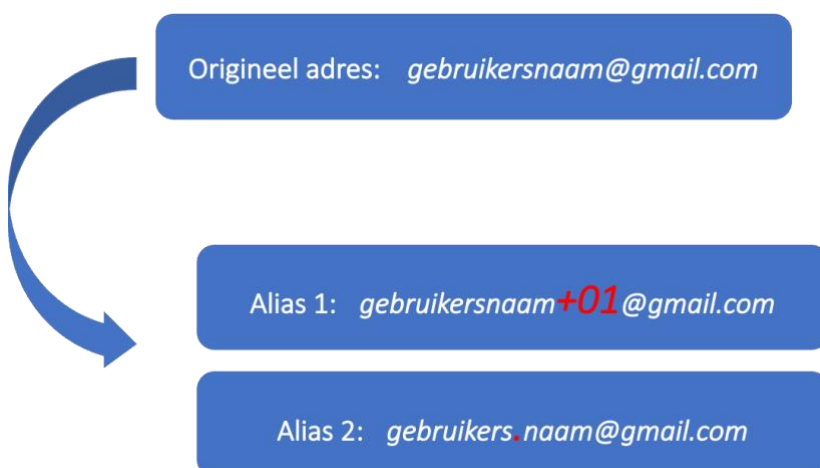 Origineel adres: gebruikersnaam@gmail.com
Alias 1: gebruikersnaam+01@gmail.com
Alias 2: gebruikers.naam@gmail.com